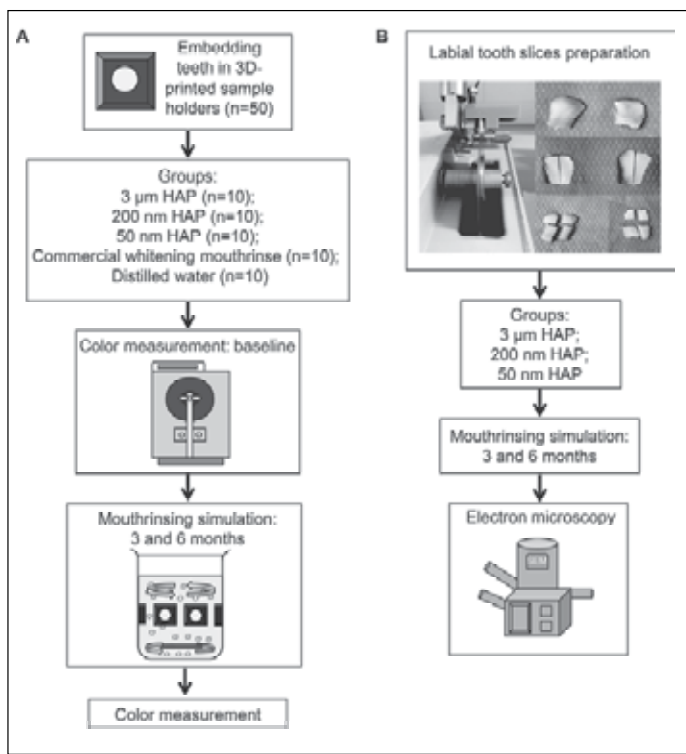 A
Embedding
teeth in 3D-
printed sample
holders (n=50)
Groups:
3 µm HAP (n=10);
200 nm HAP (n=10);
50 nm HAP (n=10);
Commercial whitening mouthrinse (n=10);
Distilled water (n=10)
Color measurement: baseline
Mouthrinsing simulation:
3 and 6 months
Color measurement
B
Labial tooth slices preparation
Groups:
3 µm HAP;
200 nm HAP;
50 nm HAP
Mouthrinsing simulation:
3 and 6 months
Electron microscopy